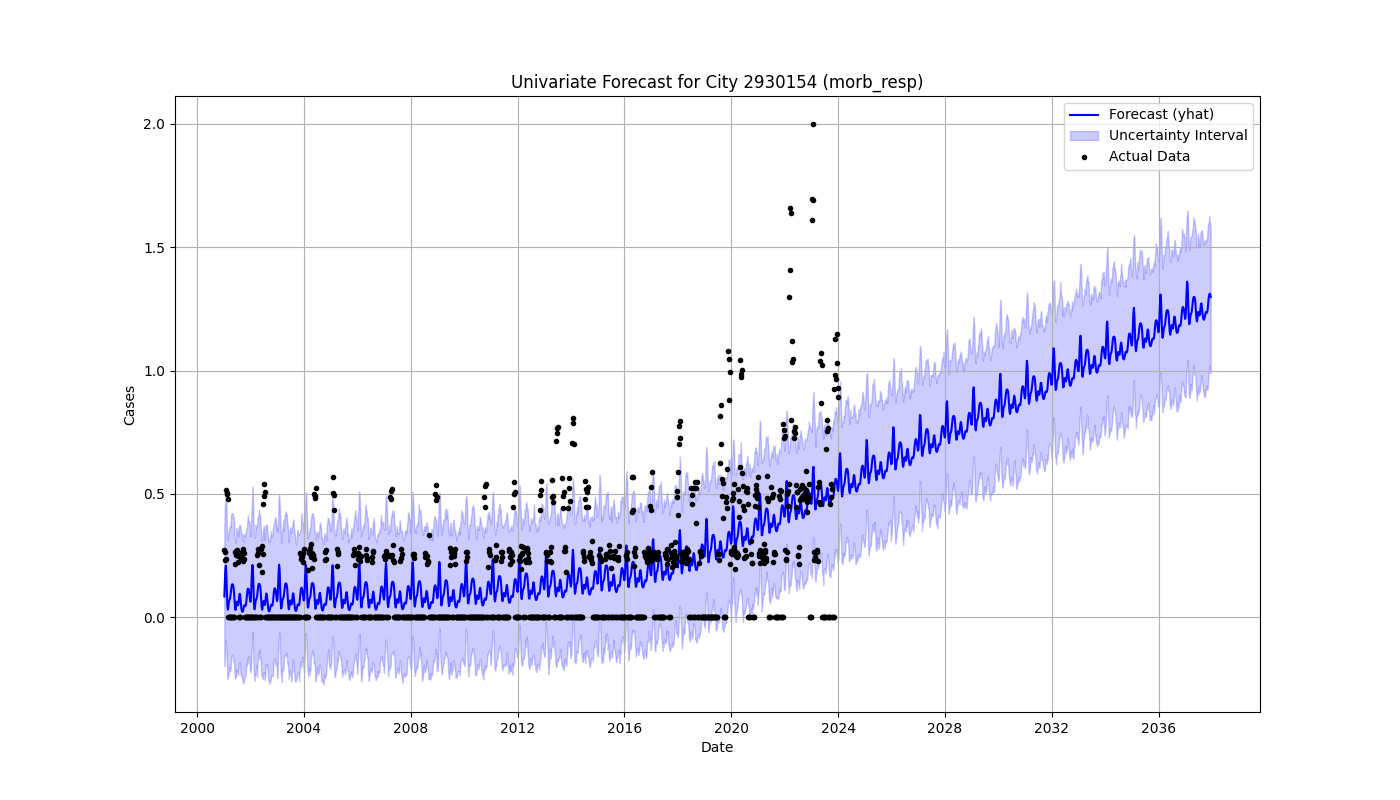 Univariate Forecast for City 2930154 (morb_resp)
Forecast (yhat)
Uncertainty Interval
Actual Data
2.0
1.5
1.0
0.5
0.0
Cases
2000 2004 2008 2012 2016 2020 2024 2028 2032 2036
Date